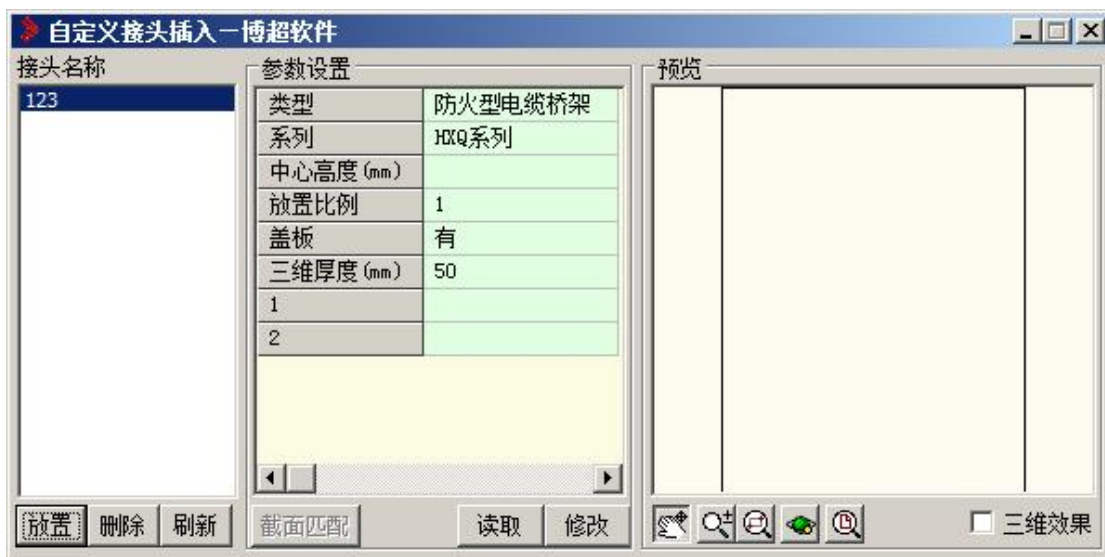 自定义接头插入－博超软件
接头名称
123
放置 删除 刷新
参数设置
类型 防火型电缆桥架
系列 HXQ系列
中心高度(mm)
放置比例 1
盖板 有
三维厚度(mm) 50
1
2
截面匹配 读取 修改
预览
三维效果